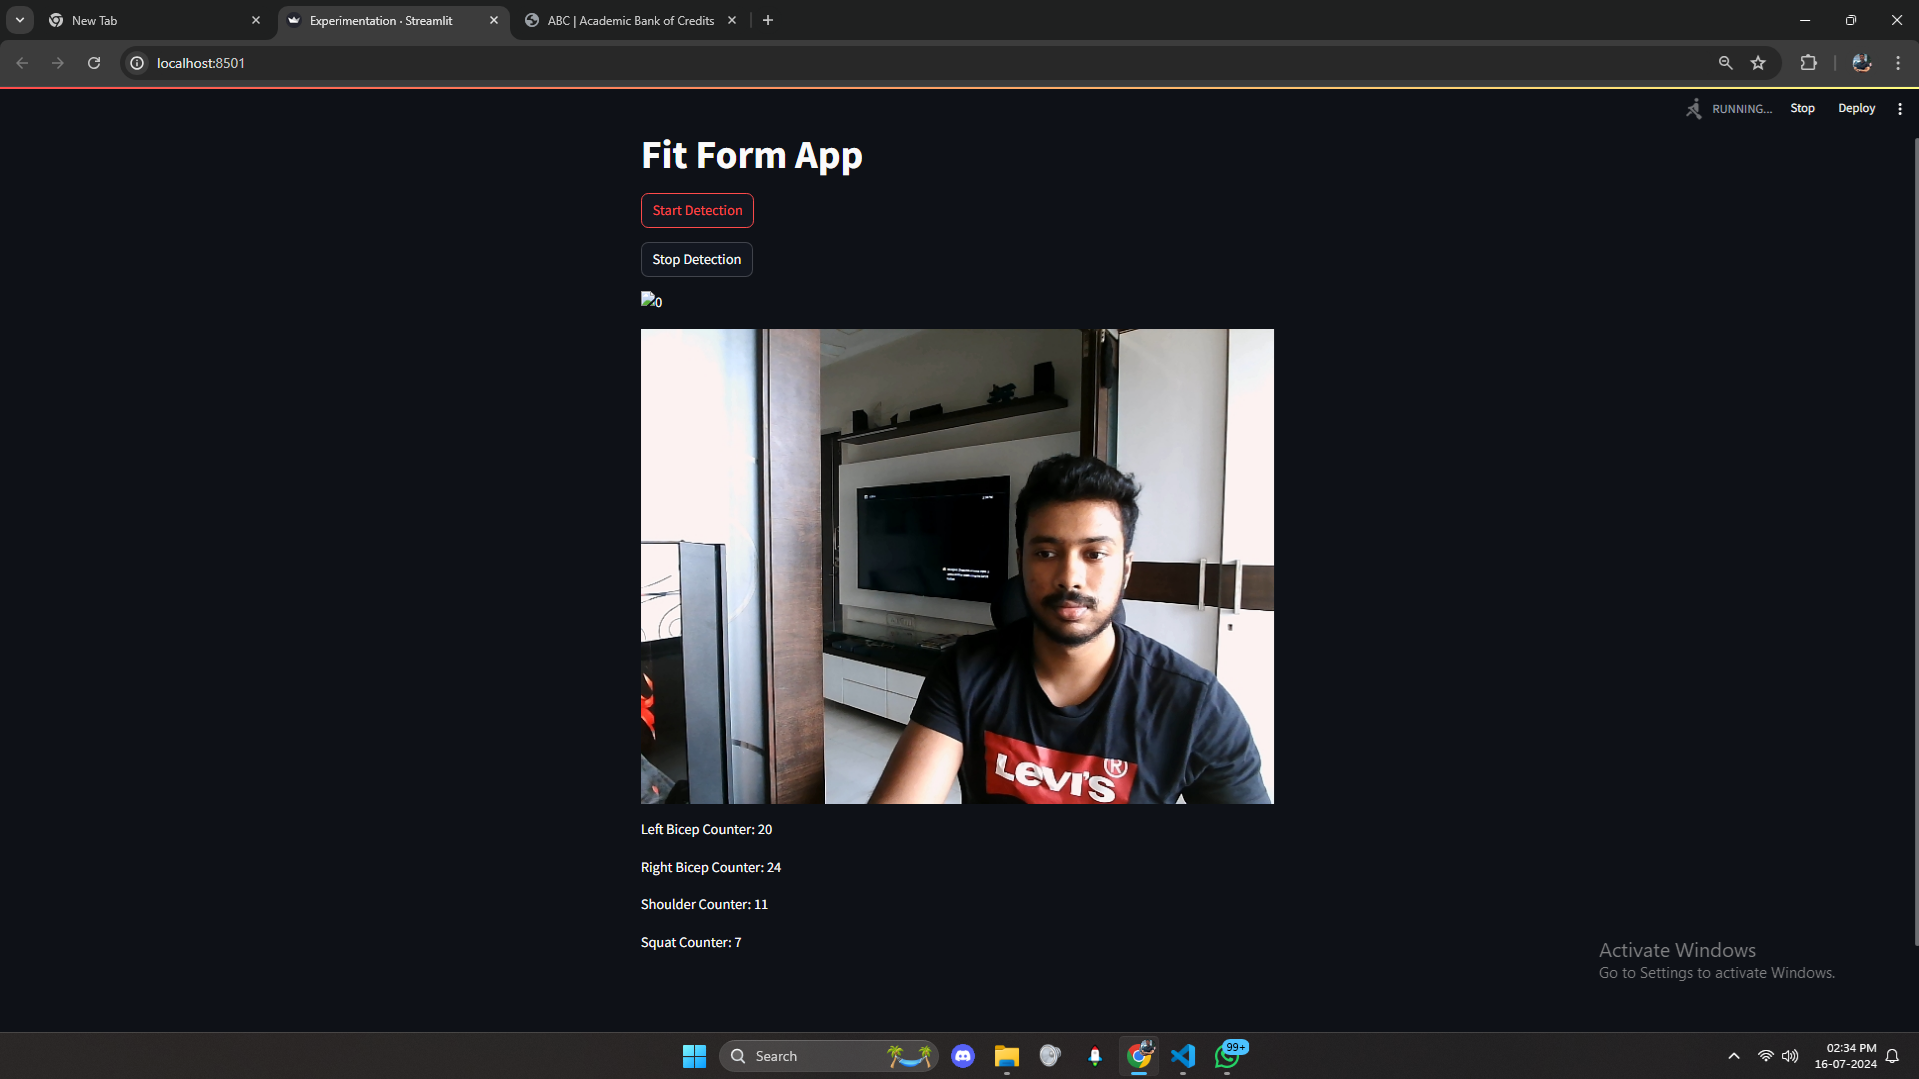 New Tab
Experimentation · Streamlit
ABC | Academic Bank of Credits
localhost:8501
RUNNING...
Stop
Deploy
Fit Form App
Start Detection
Stop Detection
0
LEVI'S®
Left Bicep Counter: 20
Right Bicep Counter: 24
Shoulder Counter: 11
Squat Counter: 7
Activate Windows
Go to Settings to activate Windows.
Search
99+
02:34 PM
16-07-2024